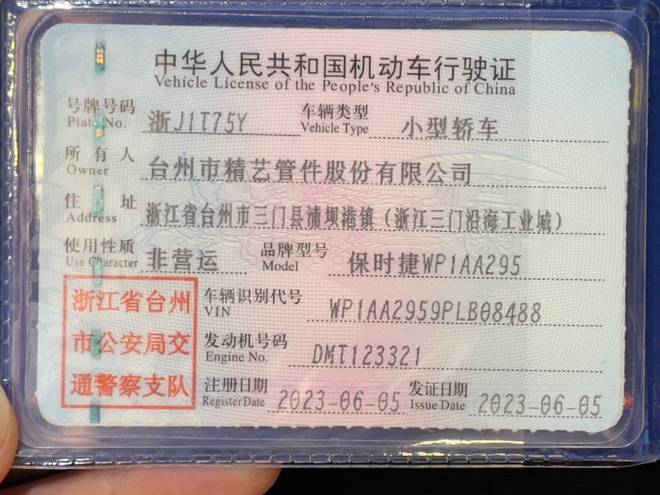 中华人民共和国机动车行驶证
Vehicle License of the People's Republic of China
号牌号码 浙J1T75Y 车辆类型 小型轿车
Plate No. Vehicle Type
所有人 台州市精艺管件股份有限公司
Owner
住址 浙江省台州市三门县浦坝港镇(浙江三门沿海工业城)
Address
使用性质 非营运 品牌型号 保时捷WP1AA295
Use Character Model
浙江省台州 车辆识别代号 WP1AA2959PLB08488
VIN
市公安局交 发动机号码 DMT123321
Engine No.
通警察支队 注册日期 2023-06-05 发证日期 2023-06-05
Register Date Issue Date